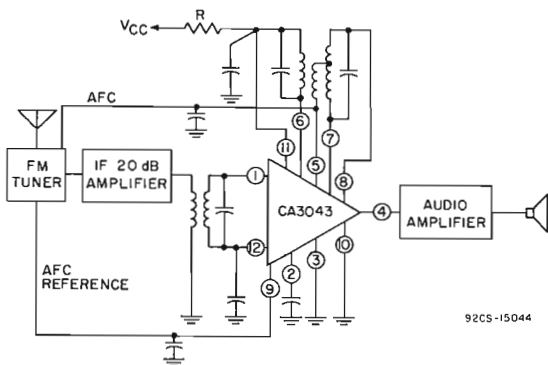 R
VCC
AFC
6
7
11
5
8
FM
TUNER
IF 20 dB
AMPLIFIER
1
CA3043
4
AUDIO
AMPLIFIER
12
10
2
3
9
AFC
REFERENCE
92CS-15044